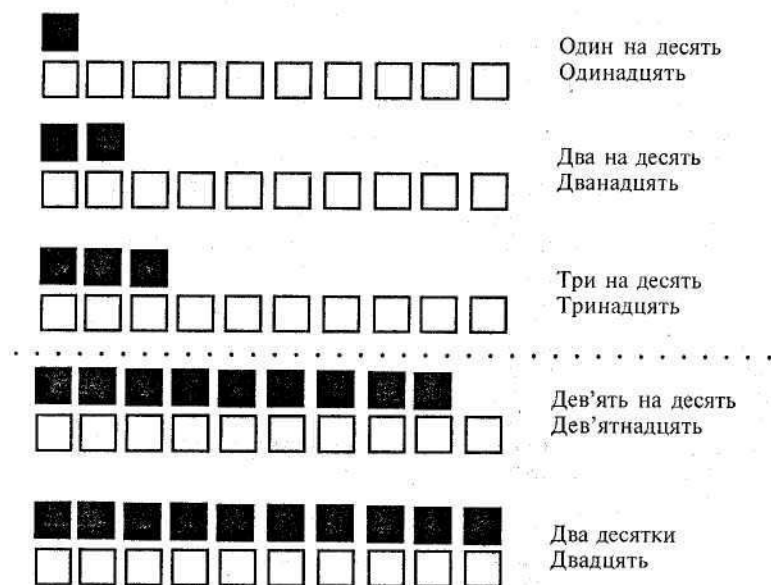 Один на десять
Одинадцять
Два на десять
Дванадцять
Три на десять
Тринадцять
Дев'ять на десять
Дев'ятнадцять
Два десятки
Двадцять